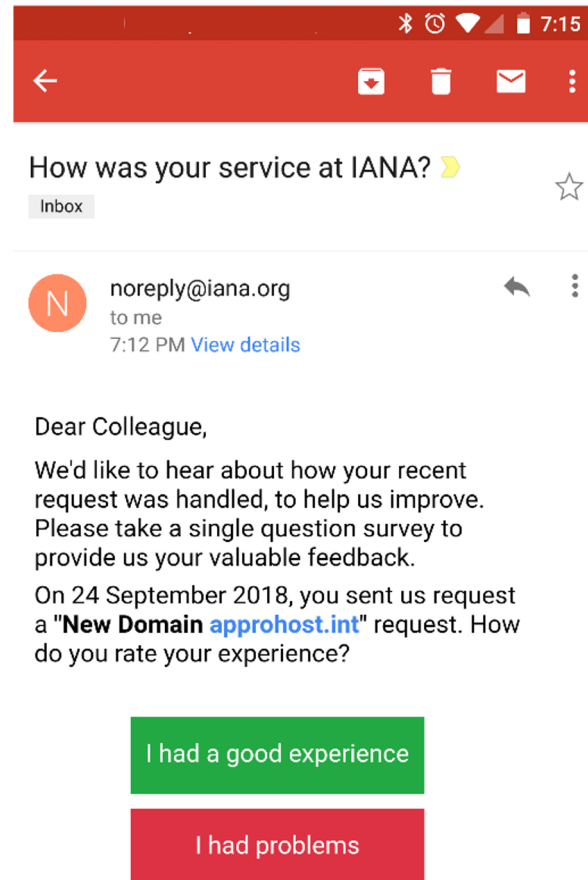 7:15
How was your service at IANA?
Inbox
N
noreply@iana.org
to me
7:12 PM View details
Dear Colleague,
We'd like to hear about how your recent
request was handled, to help us improve.
Please take a single question survey to
provide us your valuable feedback.
On 24 September 2018, you sent us request
a "New Domain approhost.int" request. How
do you rate your experience?
I had a good experience
I had problems